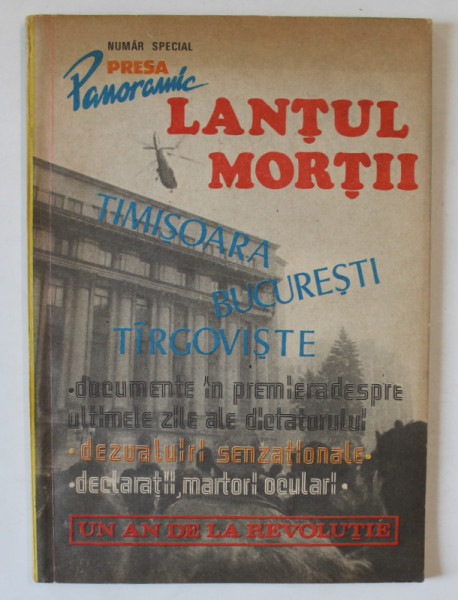 NUMĂR SPECIAL
PRESA
Panoramic
LANȚUL
MORȚII
TIMIȘOARA
BUCUREȘTI
TÎRGOVIȘTE
•documente în premieră despre
ultimele zile ale dictatorului
•dezvaluiri senzaționale•
•declarații, martori oculari•
UN AN DE LA REVOLUȚIE